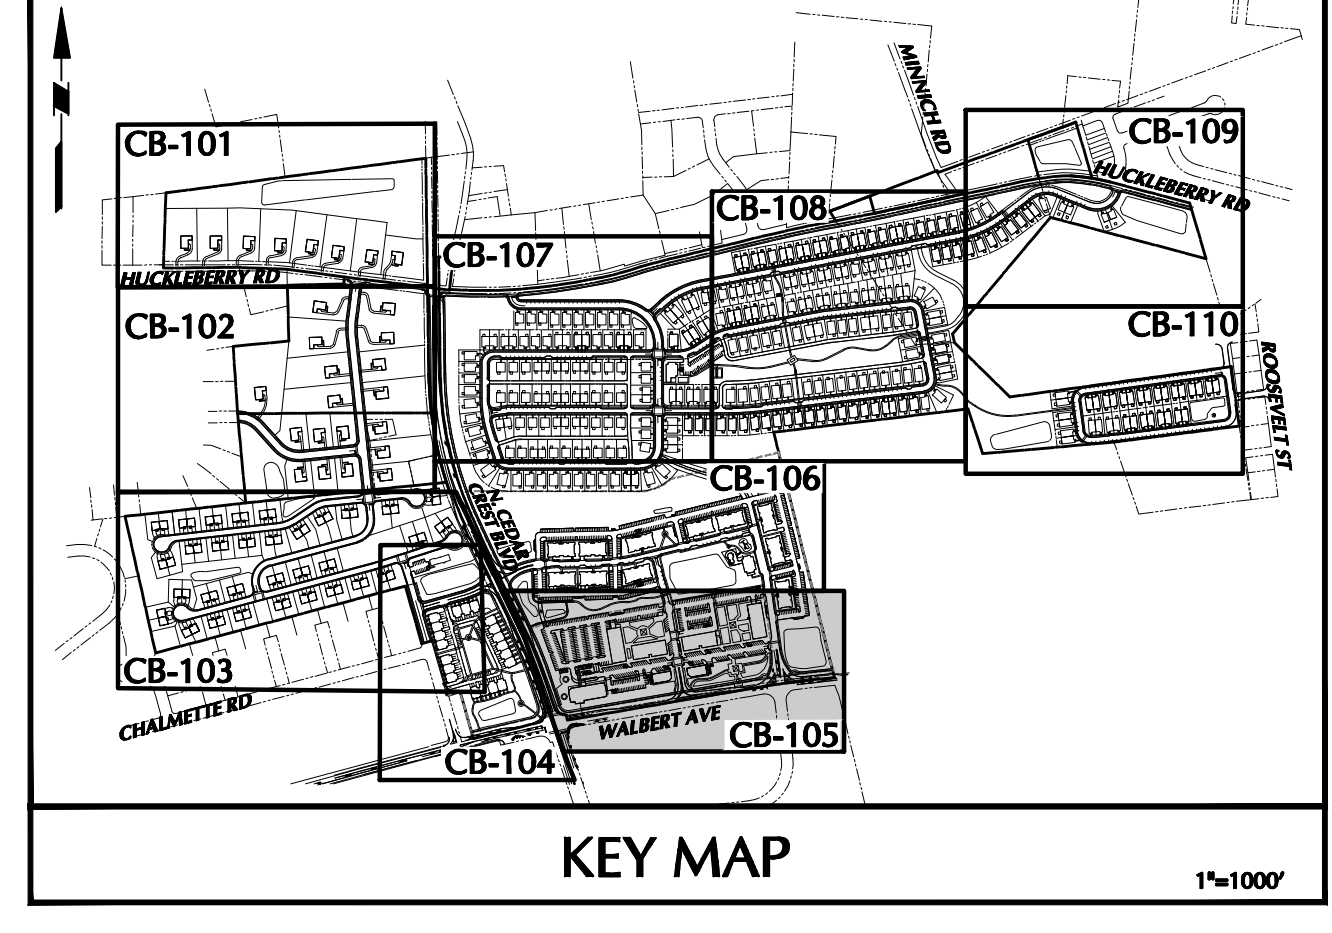 MINNICH RD
CB-101
CB-109
HUCKLEBERRY RD
CB-108
CB-107
HUCKLEBERRY RD
CB-102
CB-110
ROOSEVELT ST
CB-106
N. CEDAR
CREST BLVD
CB-103
CHALMETTE RD
WALBERT AVE
CB-105
CB-104
KEY MAP
1"=1000'